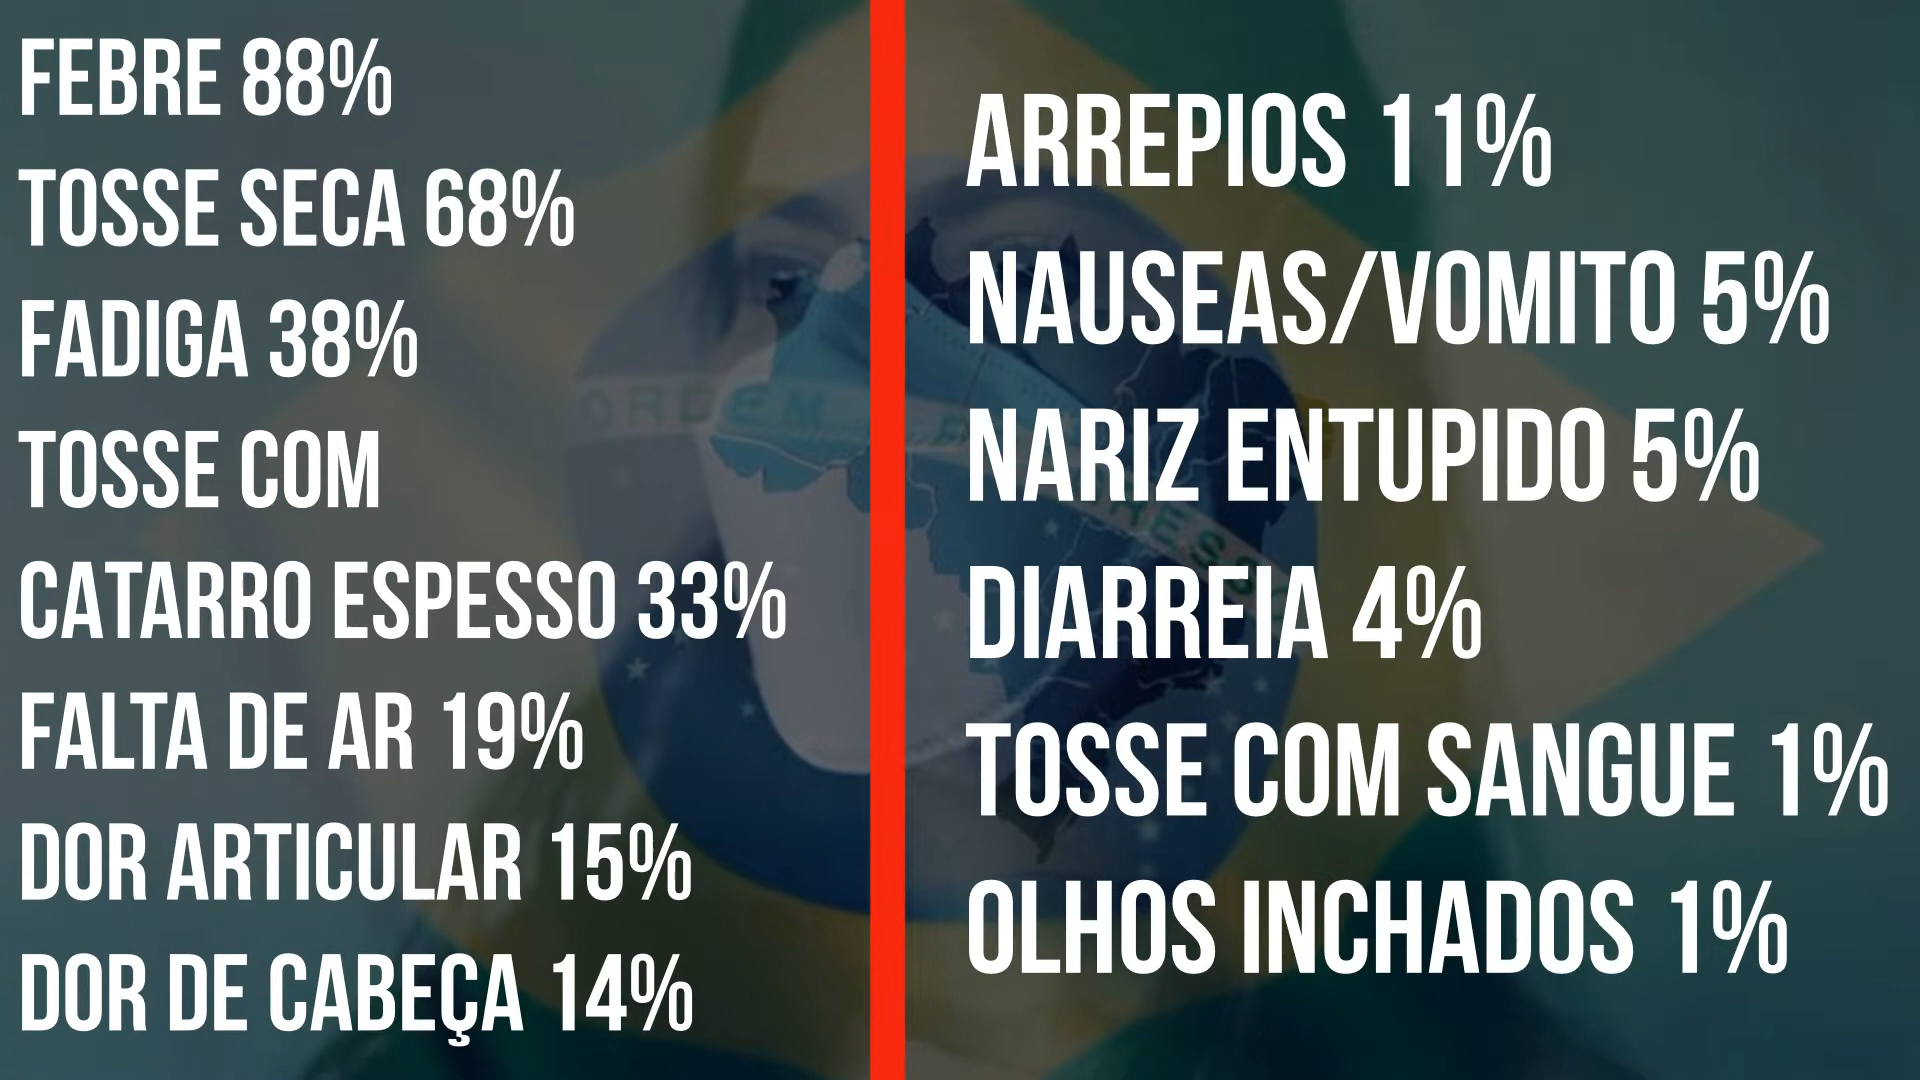 FEBRE 88%
TOSSE SECA 68%
FADIGA 38%
TOSSE COM
CATARRO ESPESSO 33%
FALTA DE AR 19%
DOR ARTICULAR 15%
DOR DE CABEÇA 14%
ARREPIOS 11%
NAUSEAS/VOMITO 5%
NARIZ ENTUPIDO 5%
DIARREIA 4%
TOSSE COM SANGUE 1%
OLHOS INCHADOS 1%
ORDEM